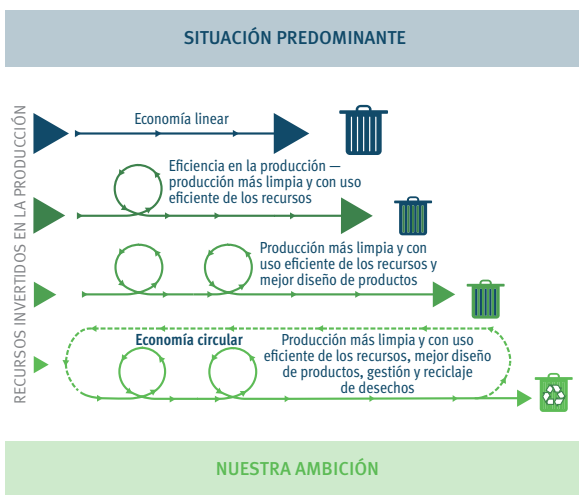 SITUACIÓN PREDOMINANTE
RECURSOS INVERTIDOS EN LA PRODUCCIÓN
Economía linear
Eficiencia en la producción —
producción más limpia y con uso
eficiente de los recursos
Producción más limpia y con
uso eficiente de los recursos y
mejor diseño de productos
Economía circular
Producción más limpia y con uso
eficiente de los recursos, mejor diseño
de productos, gestión y reciclaje
de desechos
NUESTRA AMBICIÓN